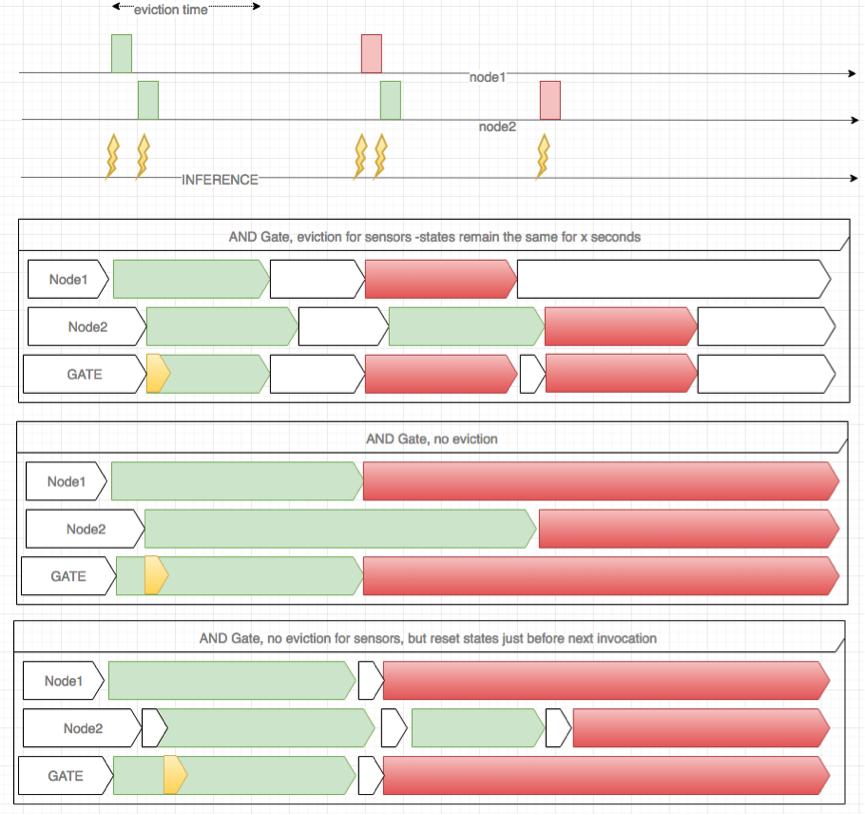 eviction time
node1
node2
INFERENCE
AND Gate, eviction for sensors -states remain the same for x seconds
Node1
Node2
GATE
AND Gate, no eviction
Node1
Node2
GATE
AND Gate, no eviction for sensors, but reset states just before next invocation
Node1
Node2
GATE